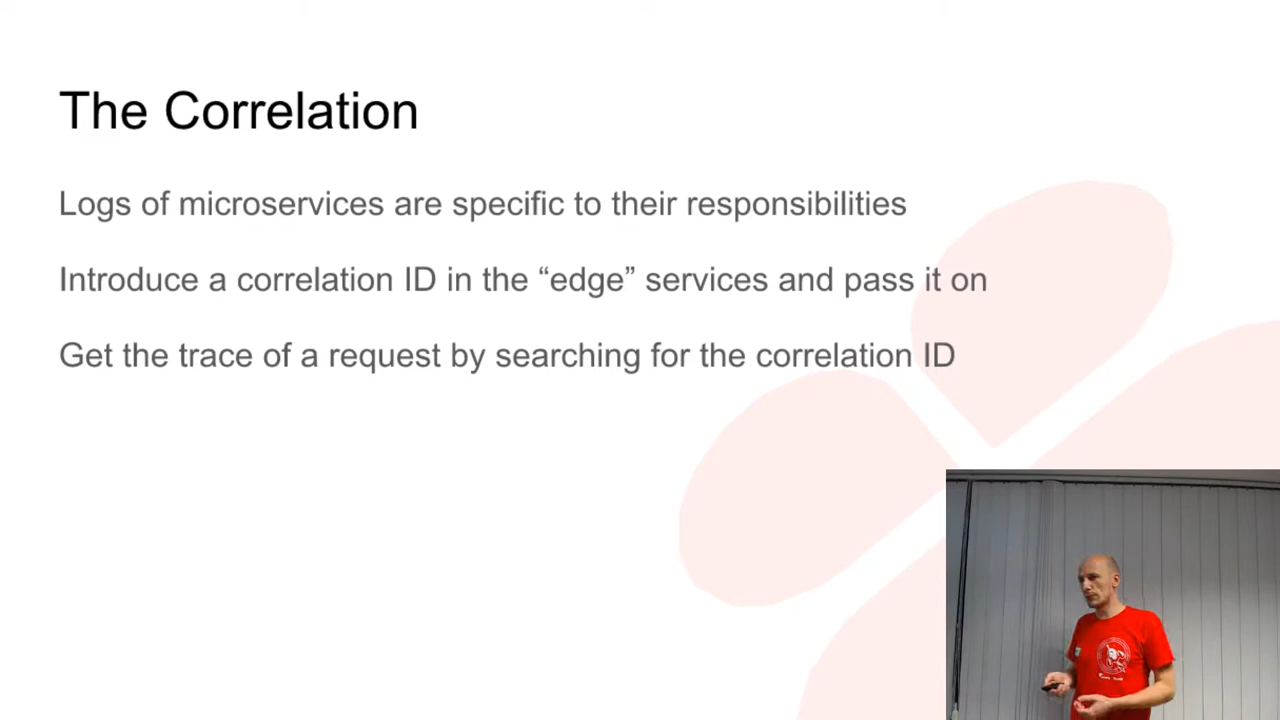 The Correlation
Logs of microservices are specific to their responsibilities
Introduce a correlation ID in the “edge” services and pass it on
Get the trace of a request by searching for the correlation ID